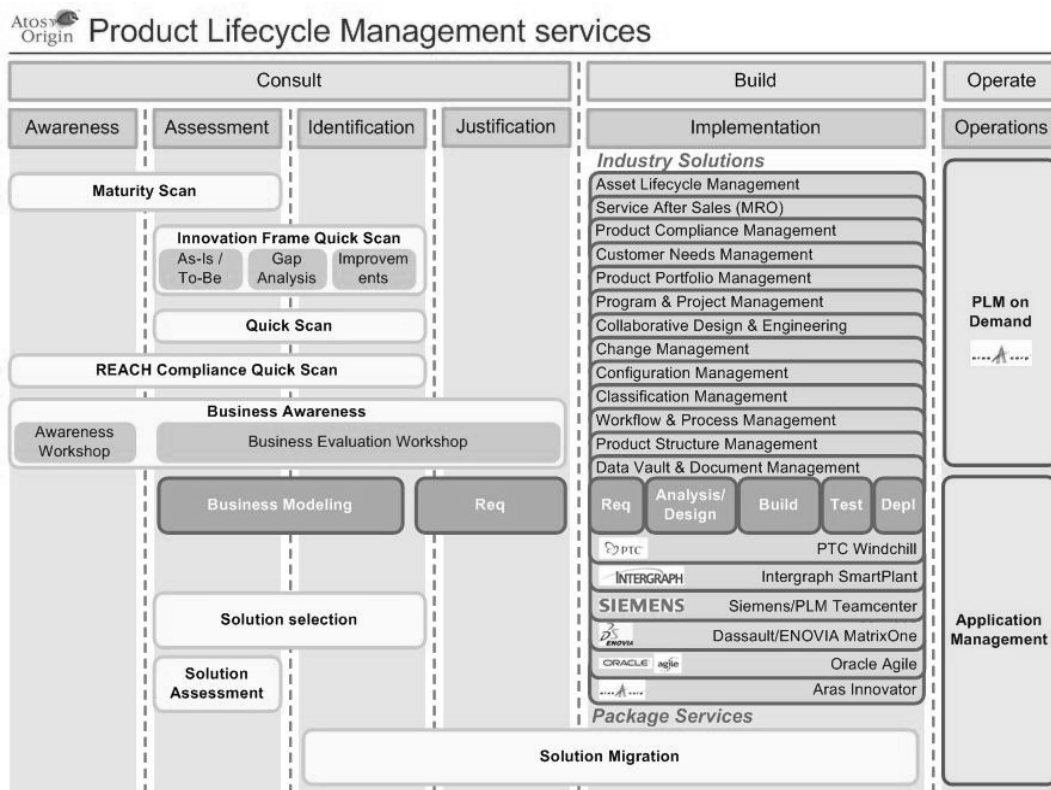 Atos
Origin
Product Lifecycle Management services
Consult
Build
Operate
Awareness
Assessment
Identification
Justification
Implementation
Operations
Maturity Scan
Innovation Frame Quick Scan
As-Is /
To-Be
Gap
Analysis
Improvem
ents
Quick Scan
REACH Compliance Quick Scan
Business Awareness
Awareness
Workshop
Business Evaluation Workshop
Business Modeling
Req
Solution selection
Solution
Assessment
Industry Solutions
Asset Lifecycle Management
Service After Sales (MRO)
Product Compliance Management
Customer Needs Management
Product Portfolio Management
Program & Project Management
Collaborative Design & Engineering
Change Management
Configuration Management
Classification Management
Workflow & Process Management
Product Structure Management
Data Vault & Document Management
Req
Analysis/
Design
Build
Test
Depl
PTC
PTC Windchill
INTERGRAPH
Intergraph SmartPlant
SIEMENS
Siemens/PLM Teamcenter
DS
ENOVIA
Dassault/ENOVIA MatrixOne
ORACLE agile
Oracle Agile
Aras Innovator
Package Services
Solution Migration
PLM on
Demand
aras corp
Application
Management